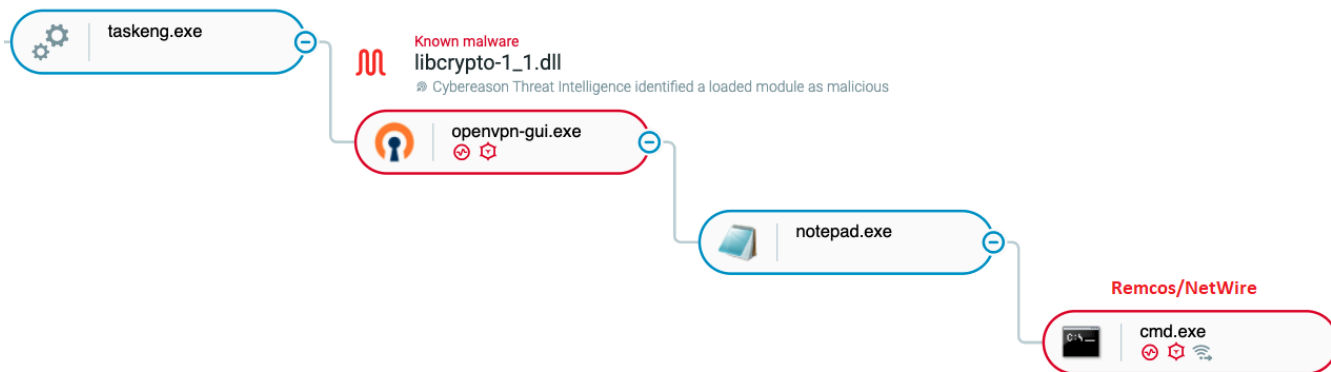 taskeng.exe
Known malware
libcrypto-1_1.dll
Cybereason Threat Intelligence identified a loaded module as malicious
openvpn-gui.exe
notepad.exe
Remcos/NetWire
C:\_
cmd.exe